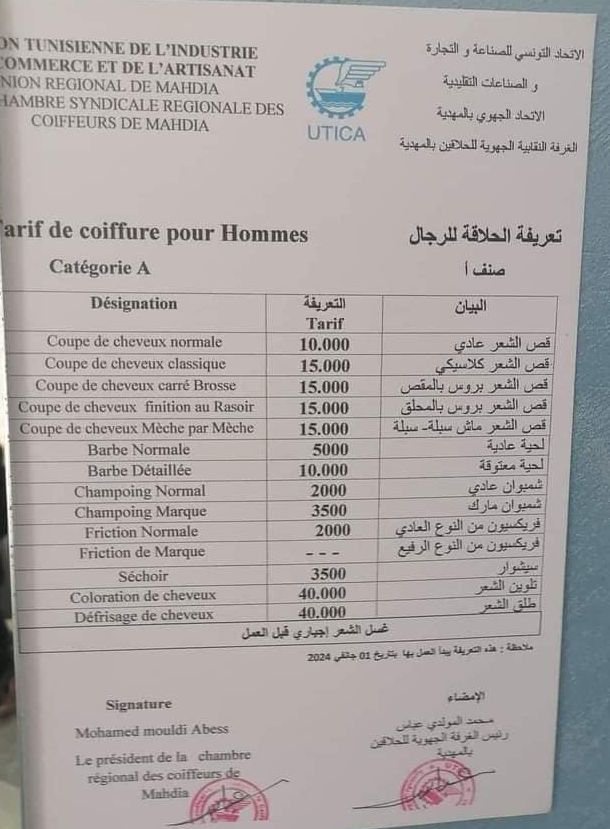 ON TUNISIENNE DE L'INDUSTRIE
COMMERCE ET DE L'ARTISANAT
NION REGIONAL DE MAHDIA
HAMBRE SYNDICALE REGIONALE DES
COIFFEURS DE MAHDIA
UTICA
الاتحاد التونسي للصناعة و التجارة
و الصناعات التقليدية
الاتحاد الجهوي بالمهدية
الغرفة النقابية الجهوية للحلاقين بالمهدية
arif de coiffure pour Hommes تعريفة الحلاقة للرجال
Catégorie A صنف أ
Désignation التعريفة البيان
Tarif
Coupe de cheveux normale 10.000 قص الشعر عادي
Coupe de cheveux classique 15.000 قص الشعر كلاسيكي
Coupe de cheveux carré Brosse 15.000 قص الشعر بروس بالمقص
Coupe de cheveux finition au Rasoir 15.000 قص الشعر بروس بالمحلق
Coupe de cheveux Mèche par Mèche 15.000 قص الشعر ماش سبلة- سبلة
Barbe Normale 5000 لحية عادية
Barbe Détaillée 10.000 لحية معتوقة
Champoing Normal 2000 شمبوان عادي
Champoing Marque 3500 شمبوان مارك
Friction Normale 2000 فريكسيون من النوع العادي
Friction de Marque - - - فريكسيون من النوع الرفيع
Séchoir 3500 سيشوار
Coloration de cheveux 40.000 تلوين الشعر
Défrisage de cheveux 40.000 طلق الشعر
غسل الشعر إجباري قبل العمل
ملاحظة : هذه التعريفة يبدأ العمل بها بتاريخ 01 جانفي 2024
Signature
Mohamed mouldi Abess
Le président de la chambre
régional des coiffeurs de
Mahdia
الإمضاء
محمد المولدي عباس
رئيس الغرفة الجهوية للحلاقين
بالمهدية